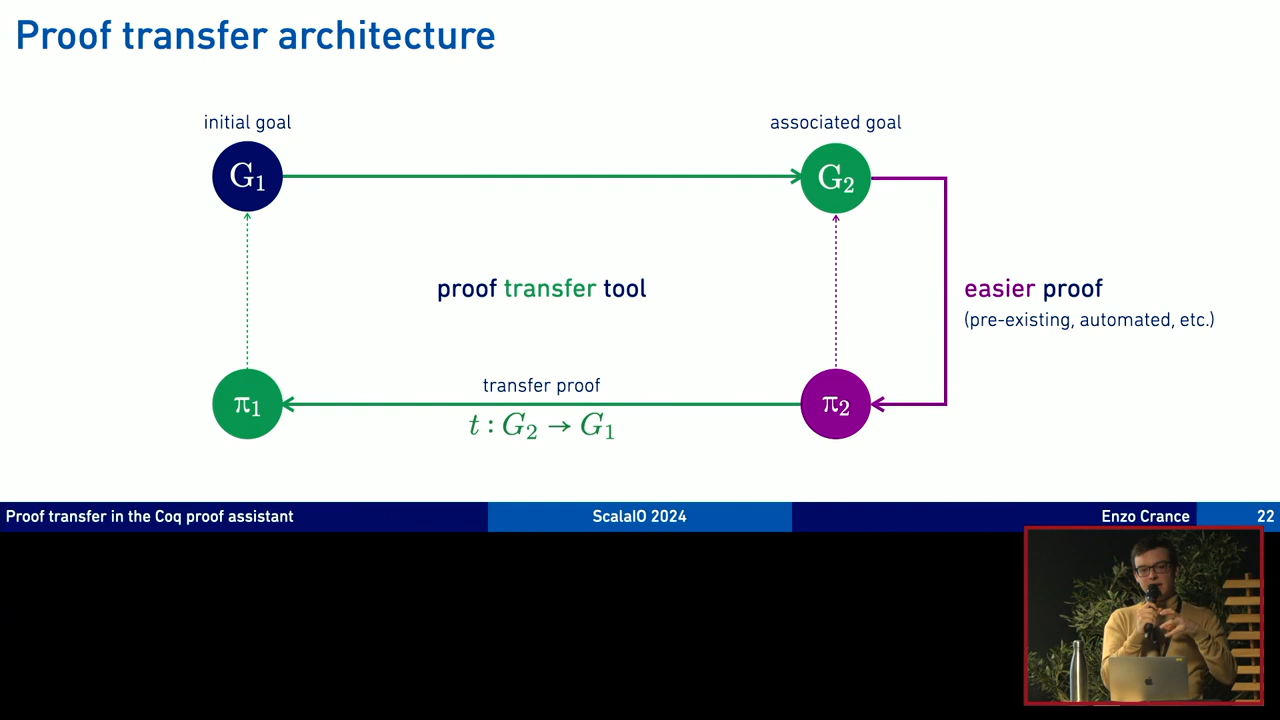 Proof transfer architecture
initial goal
associated goal
G₁
G₂
proof transfer tool
easier proof
(pre-existing, automated, etc.)
transfer proof
π₁
π₂
t : G₂ → G₁
Proof transfer in the Coq proof assistant
ScalaIO 2024
Enzo Crance
22